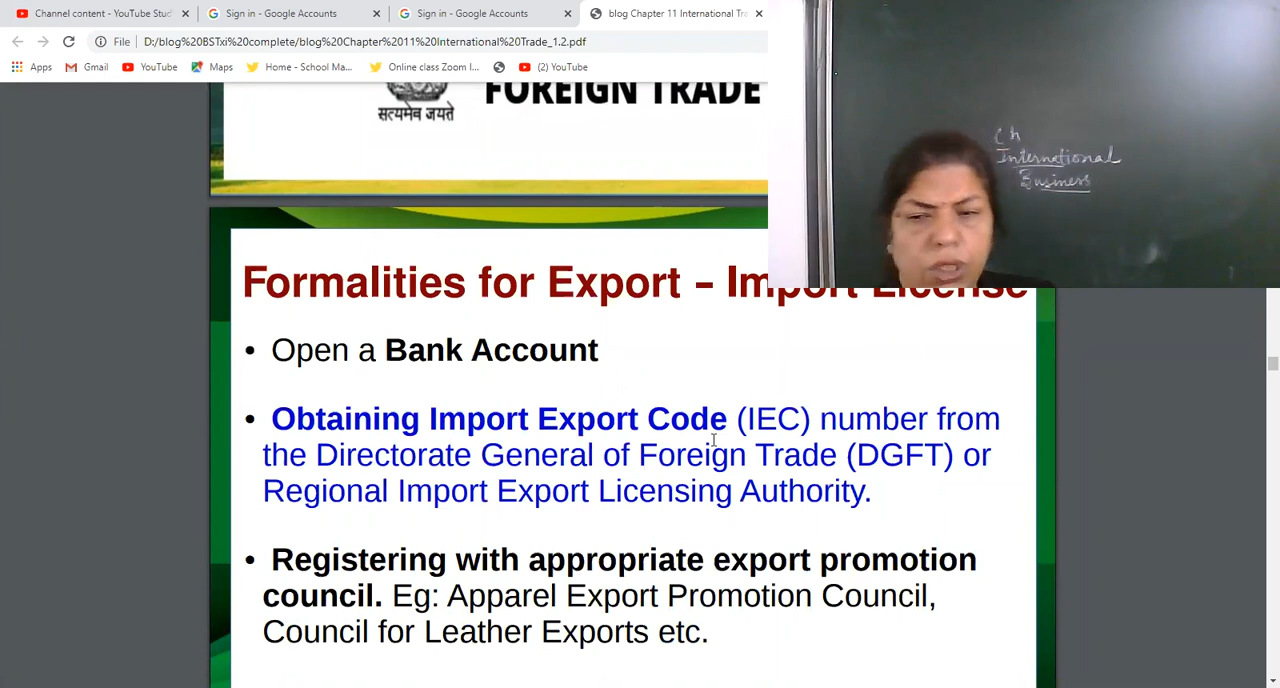 Channel content - YouTube Stud
Sign in - Google Accounts
Sign in - Google Accounts
blog Chapter 11 International Tra
File
D:/blog%20BSTxi%20complete/blog%20Chapter%2011%20International%20Trade_1.2.pdf
Apps
Gmail
YouTube
Maps
Home - School Ma...
Online class Zoom l...
(2) YouTube
FOREIGN TRADE
सत्यमेव जयते
Ch
International
Business
Formalities for Export – Import License
• Open a Bank Account
• Obtaining Import Export Code (IEC) number from
the Directorate General of Foreign Trade (DGFT) or
Regional Import Export Licensing Authority.
• Registering with appropriate export promotion
council. Eg: Apparel Export Promotion Council,
Council for Leather Exports etc.